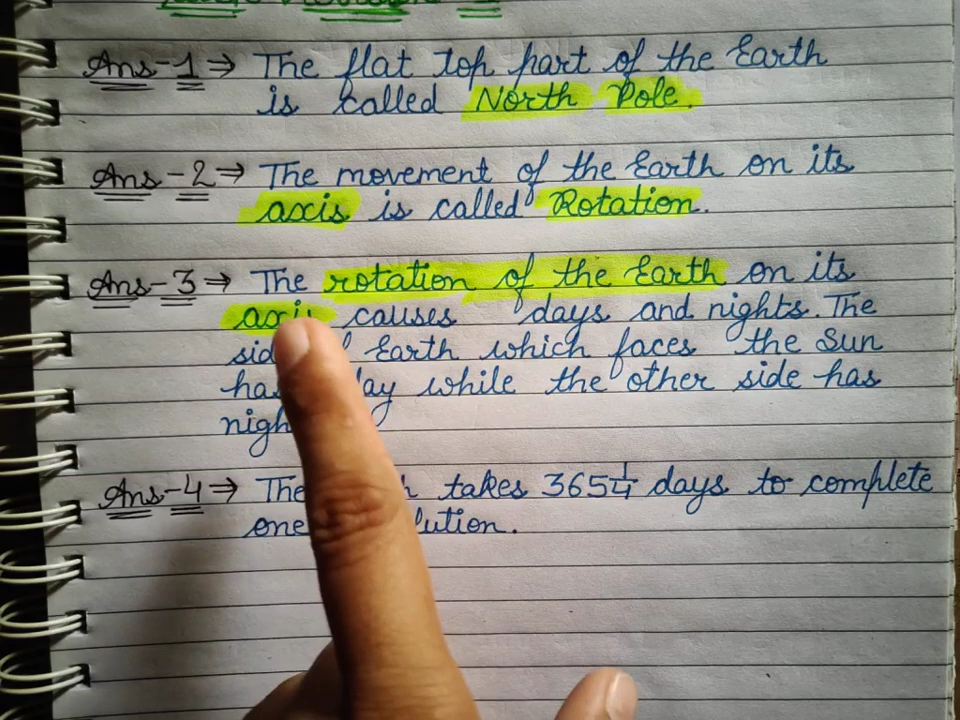 Ans-1⇒ The flat top part of the Earth
is called North Pole.
Ans-2⇒ The movement of the Earth on its
axis is called Rotation.
Ans-3⇒ The rotation of the Earth on its
axis causes days and nights. The
Earth which faces the Sun
while the other side has
Ans-4⇒ The takes 365 1/4 days to complete
one